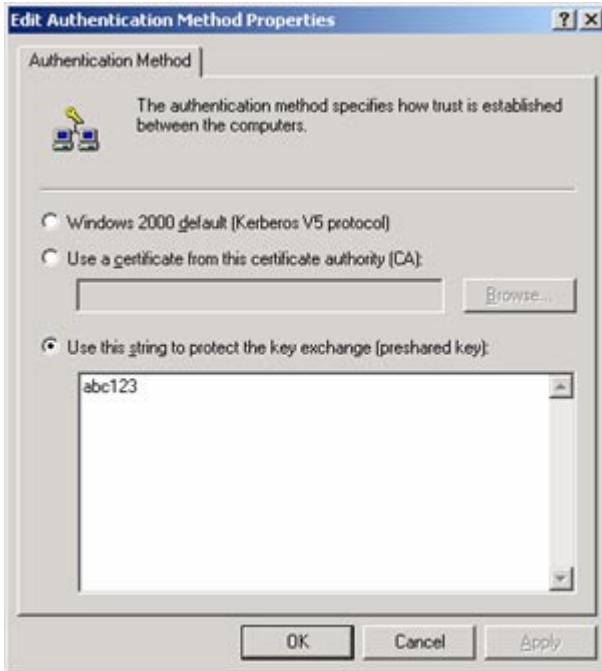 Edit Authentication Method Properties
Authentication Method
The authentication method specifies how trust is established
between the computers.
Windows 2000 default (Kerberos V5 protocol)
Use a certificate from this certificate authority (CA):
Browse...
Use this string to protect the key exchange (preshared key):
abc123
OK Cancel Apply